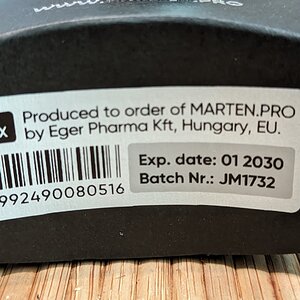 x
Produced to order of MARTEN.PRO
by Eger Pharma Kft, Hungary, EU.
992490080516
Exp. date: 01 2030
Batch Nr.: JM1732